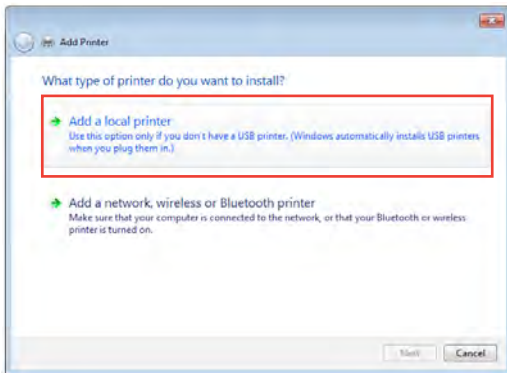 Add Printer
What type of printer do you want to install?
Add a local printer
Use this option only if you don't have a USB printer. (Windows automatically installs USB printers
when you plug them in.)
Add a network, wireless or Bluetooth printer
Make sure that your computer is connected to the network, or that your Bluetooth or wireless
printer is turned on.
Next Cancel